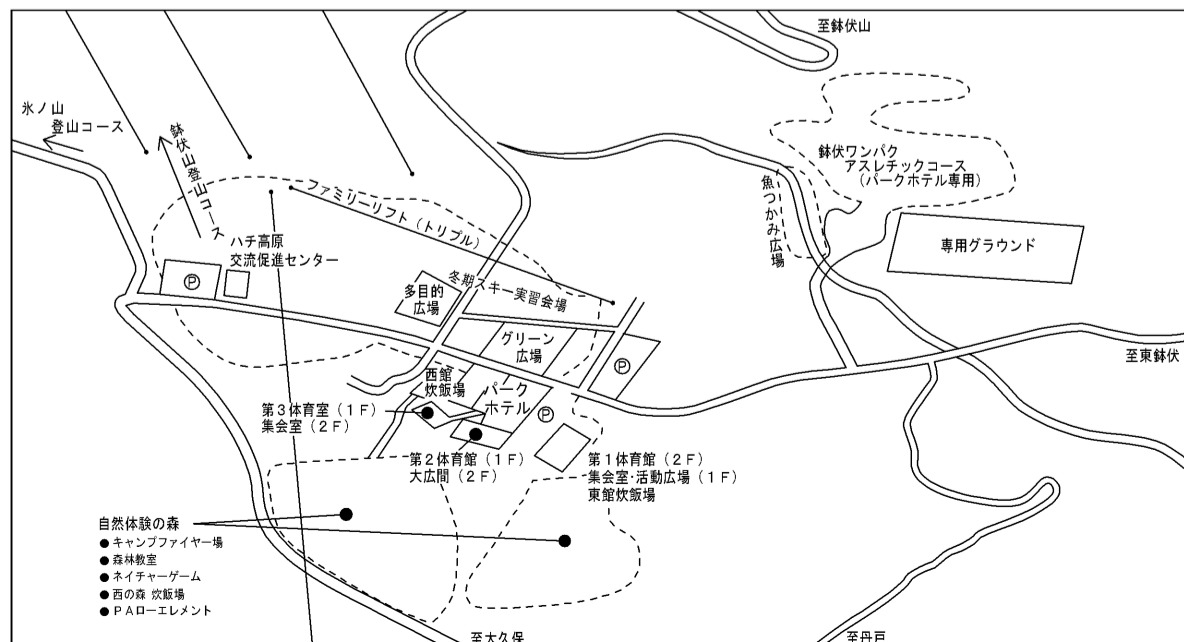 至鉢伏山
氷ノ山
登山コース
鉢伏山登山コース
ファミリーリフト（トリプル）
鉢伏ワンパク
アスレチックコース
（パークホテル専用）
魚つかみ広場
専用グラウンド
ハチ高原
交流促進センター
Ｐ
多目的
広場
冬期スキー実習会場
グリーン
広場
Ｐ
至東鉢伏
西館
炊飯場
パーク
ホテル
Ｐ
第３体育室（１Ｆ）
集会室（２Ｆ）
第２体育館（１Ｆ）
大広間（２Ｆ）
第１体育館（２Ｆ）
集会室・活動広場（１Ｆ）
東館炊飯場
自然体験の森
●キャンプファイヤー場
●森林教室
●ネイチャーゲーム
●西の森 炊飯場
●ＰＡローエレメント
至大久保
至丹戸